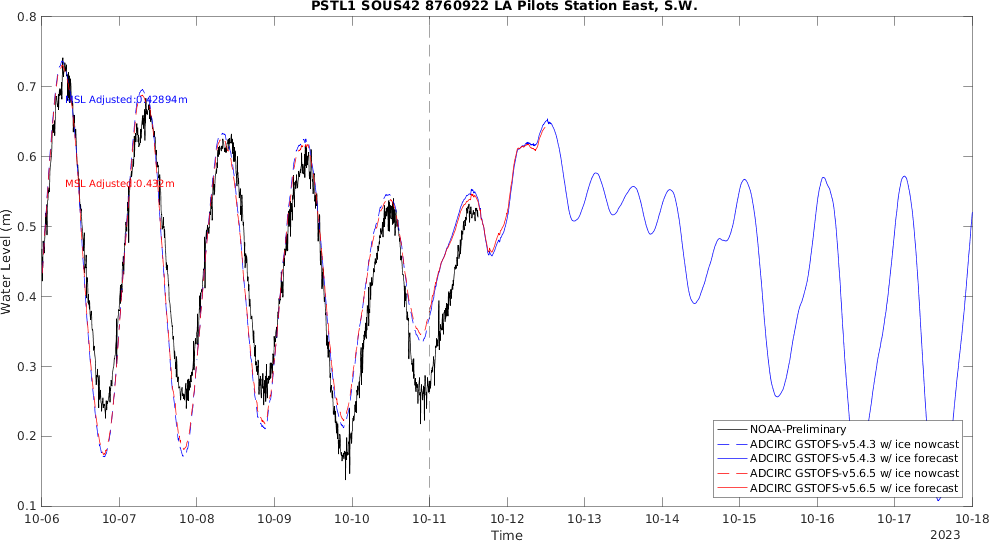 PSTL1 SOUS42 8760922 LA Pilots Station East, S.W.
0.8
0.7
0.6
0.5
0.4
0.3
0.2
0.1
Water Level (m)
MSL Adjusted:0.42894m
MSL Adjusted:0.432m
NOAA-Preliminary
ADCIRC GSTOFS-v5.4.3 w/ ice nowcast
ADCIRC GSTOFS-v5.4.3 w/ ice forecast
ADCIRC GSTOFS-v5.6.5 w/ ice nowcast
ADCIRC GSTOFS-v5.6.5 w/ ice forecast
10-06 10-07 10-08 10-09 10-10 10-11 10-12 10-13 10-14 10-15 10-16 10-17 10-18
Time
2023